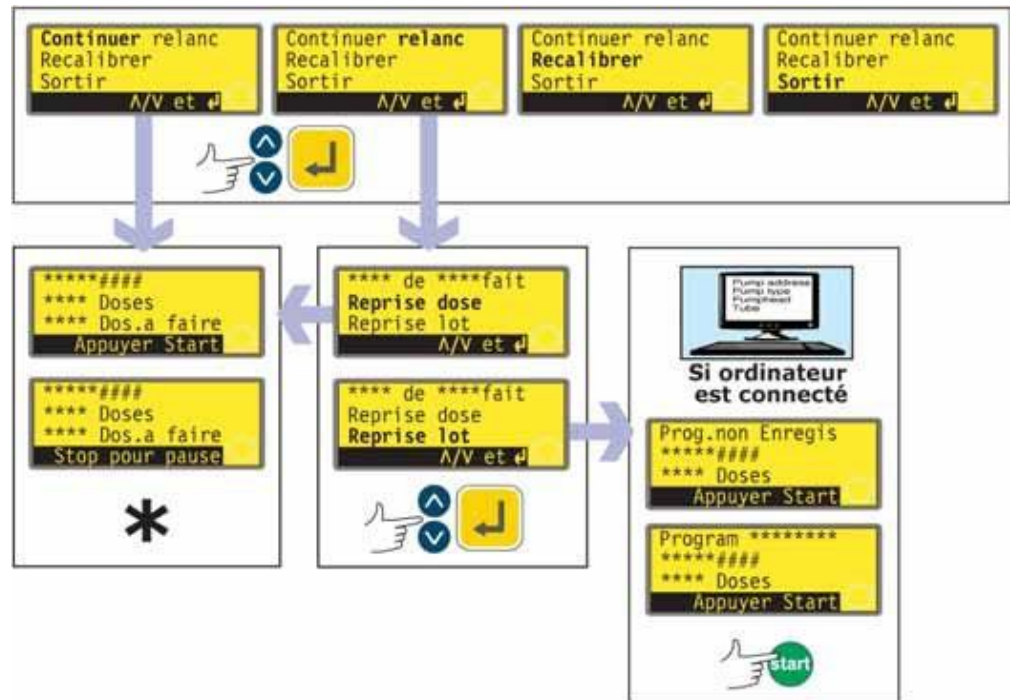 Continuer relanc
Recalibrer
Sortir
Λ/V et ↲
Continuer relanc
Recalibrer
Sortir
Λ/V et ↲
Continuer relanc
Recalibrer
Sortir
Λ/V et ↲
Continuer relanc
Recalibrer
Sortir
Λ/V et ↲
*****####
**** Doses
**** Dos.a faire
Appuyer Start
*****####
**** Doses
**** Dos.a faire
Stop pour pause
*
**** de ****fait
Reprise dose
Reprise lot
Λ/V et ↲
**** de ****fait
Reprise dose
Reprise lot
Λ/V et ↲
Pump address
Pump type
Pumphead
Tube
Si ordinateur
est connecté
Prog.non Enregis
*****####
**** Doses
Appuyer Start
Program ********
*****####
**** Doses
Appuyer Start
start